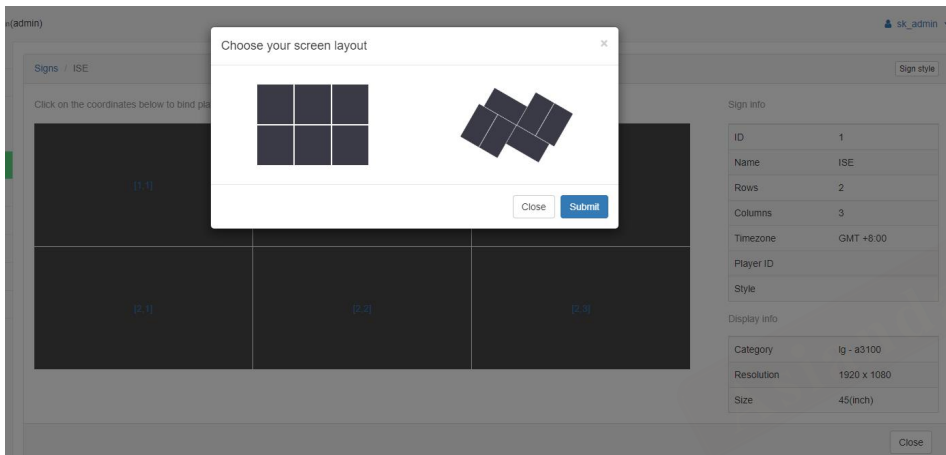 (admin)
sk_admin
Choose your screen layout
×
Signs / ISE
Sign style
Click on the coordinates below to bind
Sign info
ID 1
Name ISE
Rows 2
Columns 3
Timezone GMT +8:00
Player ID
Style
[1,1]
Close Submit
[2,1] [2,2] [2,3]
Display info
Category lg - a3100
Resolution 1920 x 1080
Size 45(inch)
Close